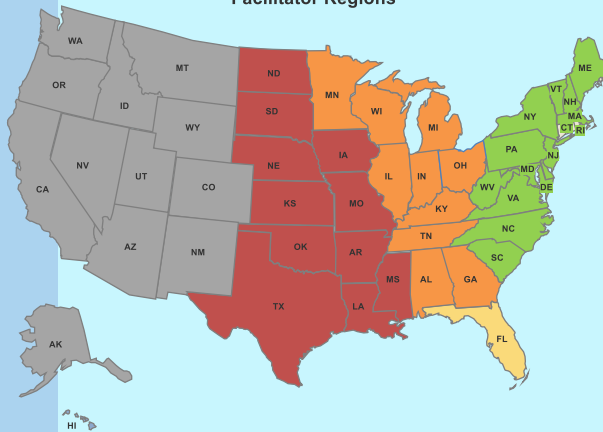 Facilitator Regions
WA
MT
ND
ME
OR
MN
VT
ID
NH
SD
WI
NY
MA
WY
MI
CT
RI
PA
IA
NJ
NV
NE
OH
MD
UT
IL
IN
DE
CA
CO
WV
VA
KS
MO
KY
NC
TN
AZ
NM
OK
AR
SC
MS
AL
GA
TX
LA
FL
AK
HI